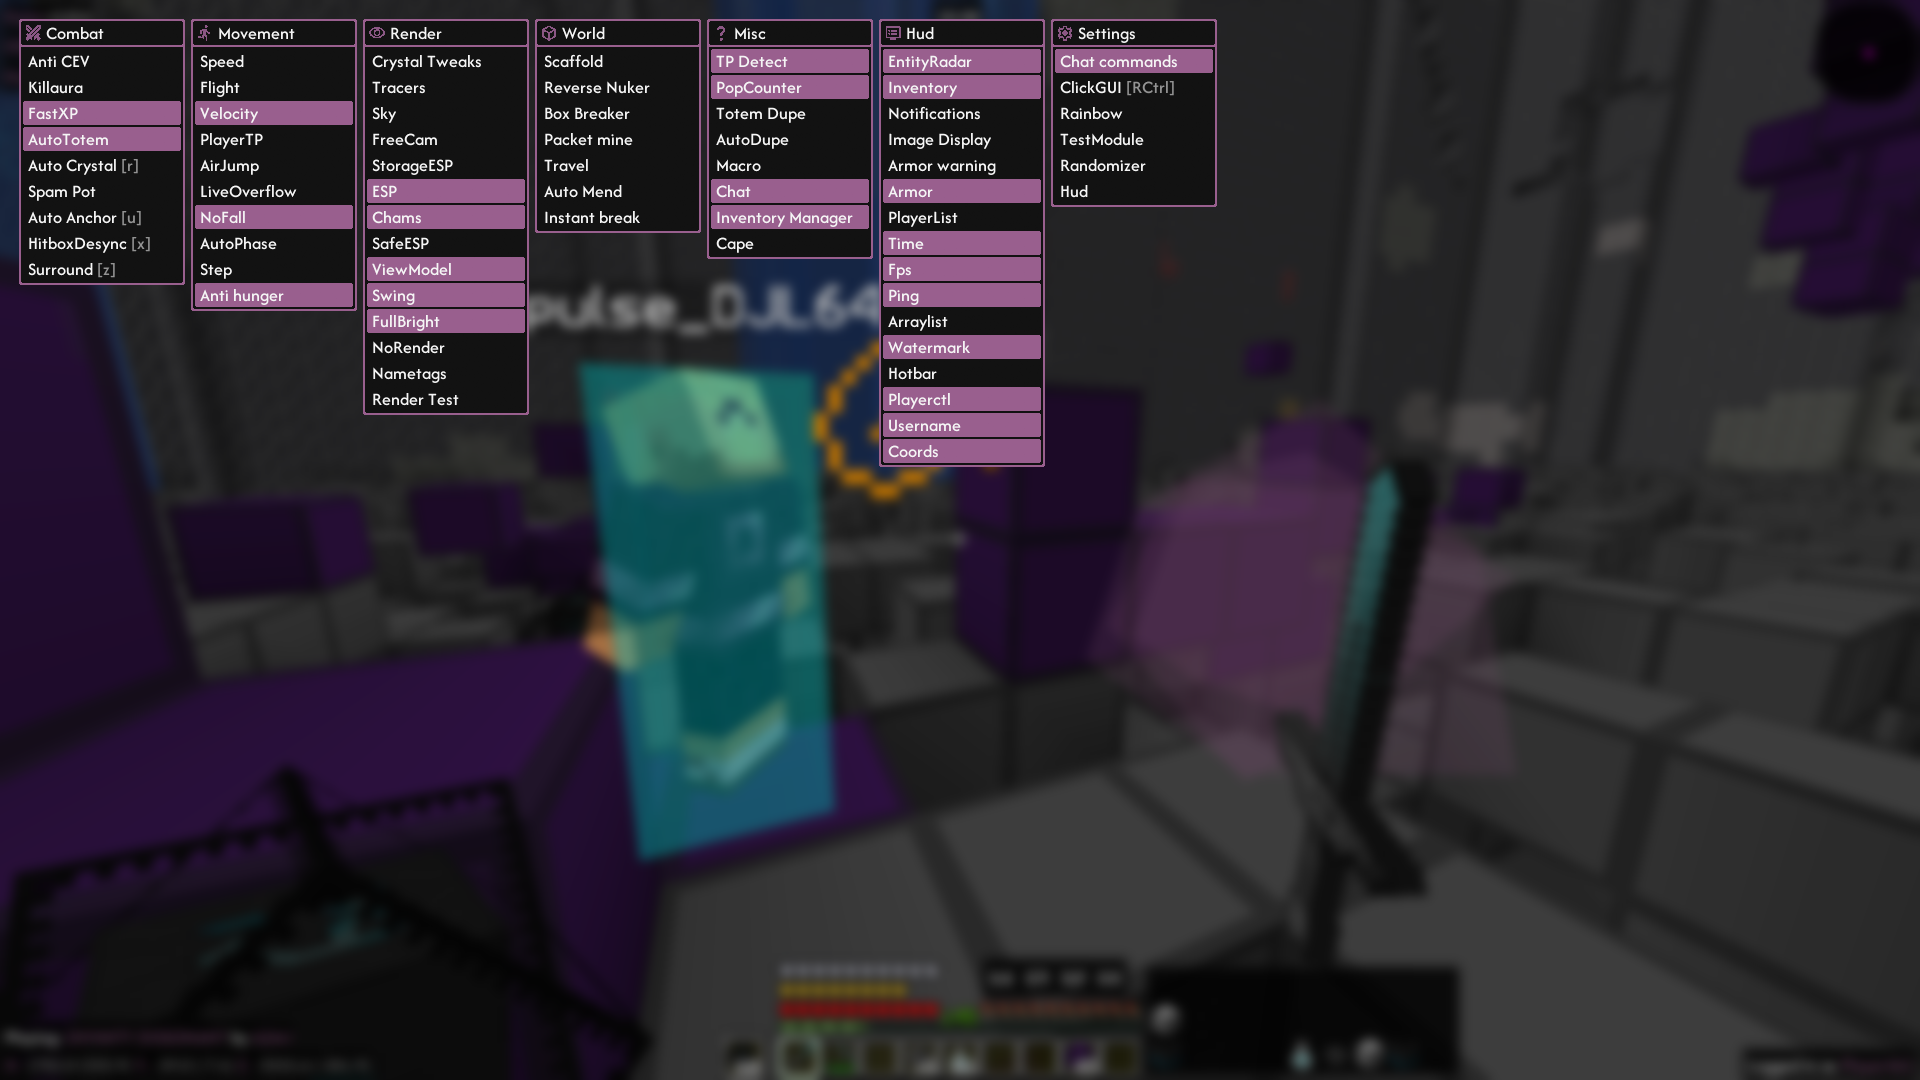 Combat
Anti CEV
Killaura
FastXP
AutoTotem
Auto Crystal [r]
Spam Pot
Auto Anchor [u]
HitboxDesync [x]
Surround [z]
Movement
Speed
Flight
Velocity
PlayerTP
AirJump
LiveOverflow
NoFall
AutoPhase
Step
Anti hunger
Render
Crystal Tweaks
Tracers
Sky
FreeCam
StorageESP
ESP
Chams
SafeESP
ViewModel
Swing
FullBright
NoRender
Nametags
Render Test
World
Scaffold
Reverse Nuker
Box Breaker
Packet mine
Travel
Auto Mend
Instant break
Misc
TP Detect
PopCounter
Totem Dupe
AutoDupe
Macro
Chat
Inventory Manager
Cape
Hud
EntityRadar
Inventory
Notifications
Image Display
Armor warning
Armor
PlayerList
Time
Fps
Ping
Arraylist
Watermark
Hotbar
Playerctl
Username
Coords
Settings
Chat commands
ClickGUI [RCtrl]
Rainbow
TestModule
Randomizer
Hud
pulse_DJL64